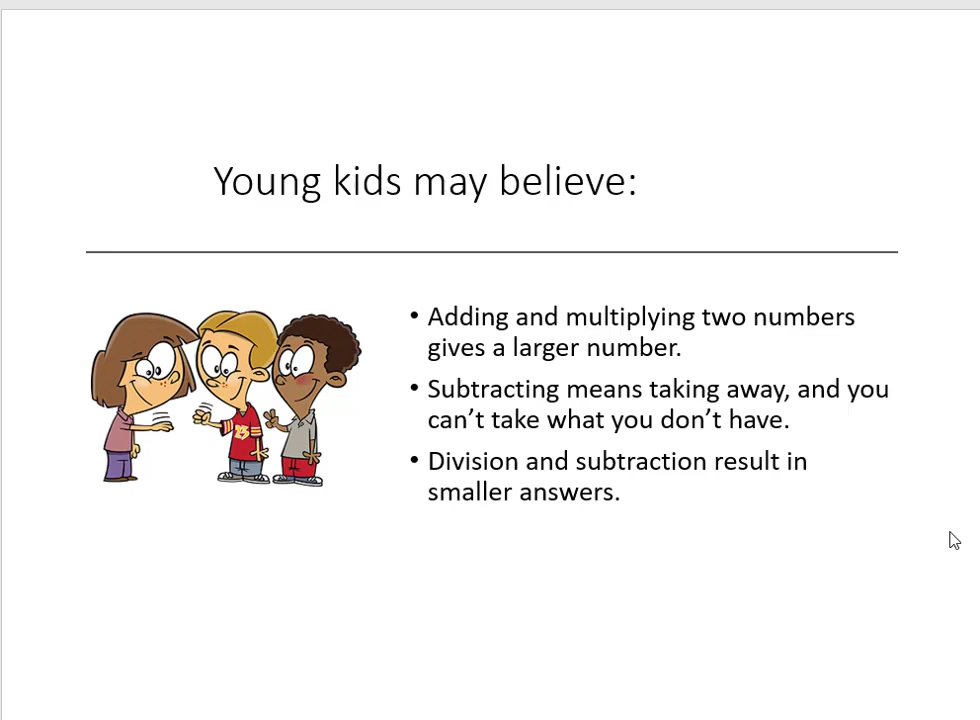 Young kids may believe:
• Adding and multiplying two numbers
gives a larger number.
• Subtracting means taking away, and you
can’t take what you don’t have.
• Division and subtraction result in
smaller answers.